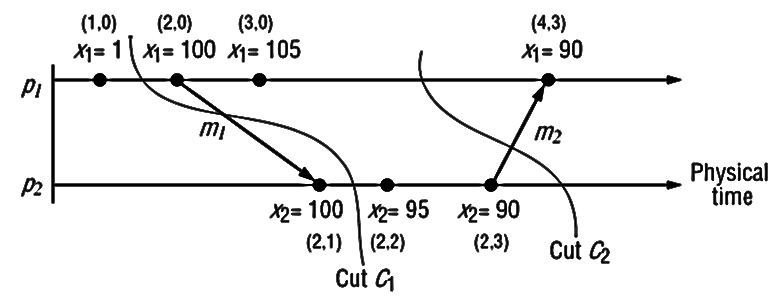 (1,0) (2,0) (3,0) (4,3)
x1= 1 x1= 100 x1= 105 x1= 90
p1
m1
m2
p2
Physical
time
x2= 100 x2= 95 x2= 90
(2,1) (2,2) (2,3)
Cut C2
Cut C1